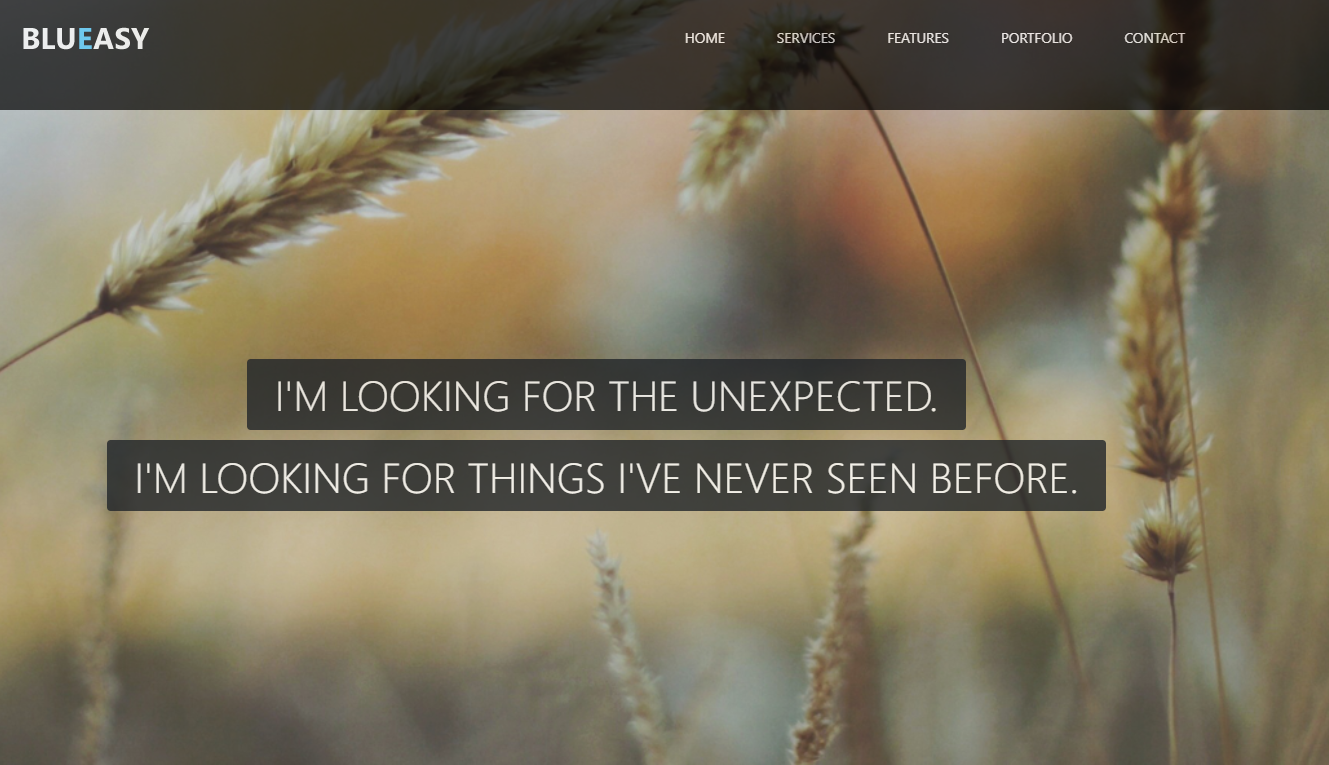 BLUEASY
HOME SERVICES FEATURES PORTFOLIO CONTACT
I'M LOOKING FOR THE UNEXPECTED.
I'M LOOKING FOR THINGS I'VE NEVER SEEN BEFORE.